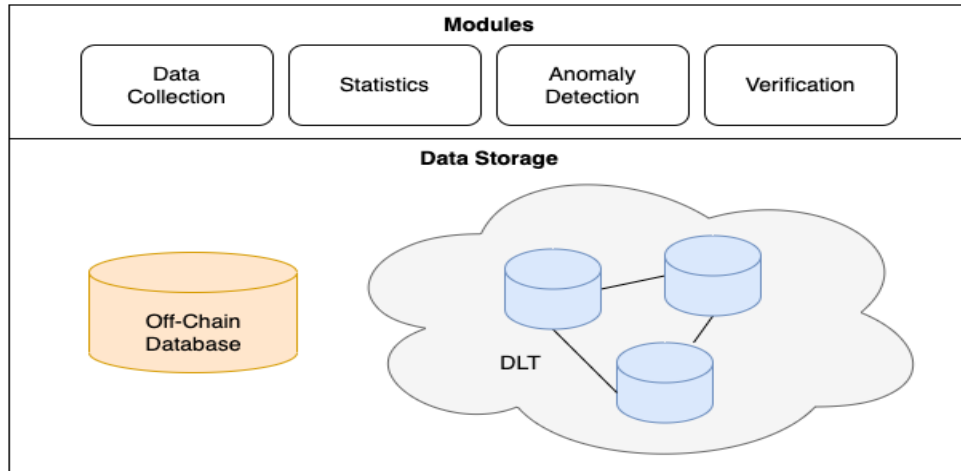 Modules
Data
Collection
Statistics
Anomaly
Detection
Verification
Data Storage
Off-Chain
Database
DLT